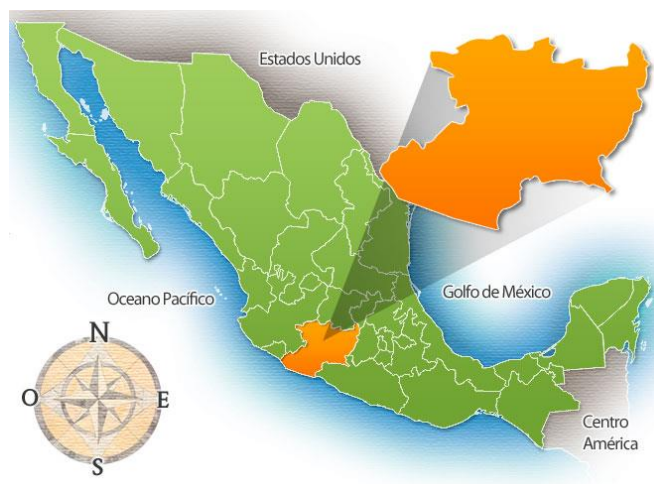 Estados Unidos
Oceano Pacífico
Golfo de México
N
O
E
S
Centro
América